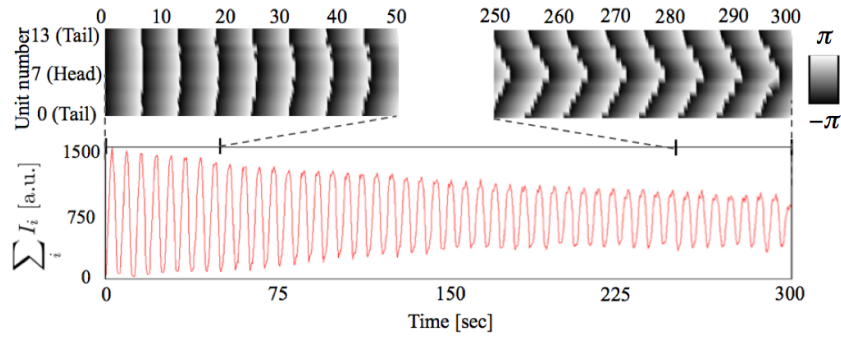 0 10 20 30 40 50 250 260 270 280 290 300
Unit number
13 (Tail)
7 (Head)
0 (Tail)
π
−π
∑ i I i [a.u.]
1500
750
0
0 75 150 225 300
Time [sec]